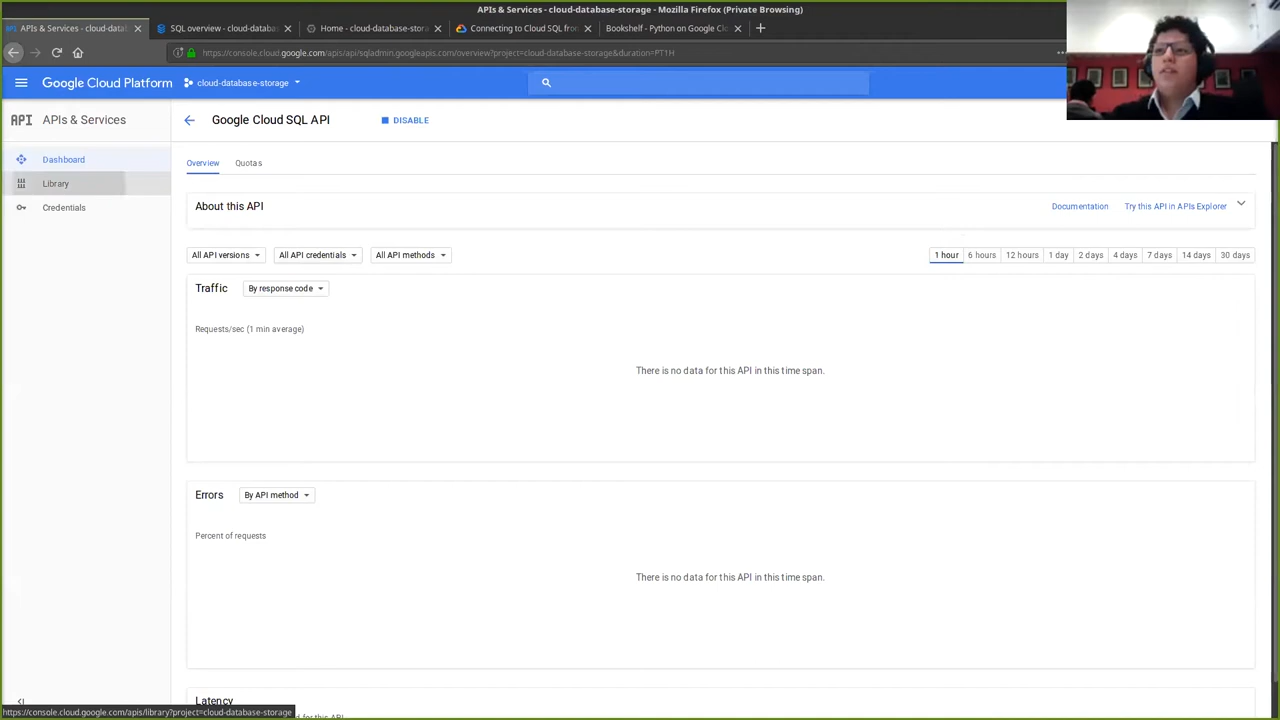 APIs & Services - cloud-database-storage - Mozilla Firefox (Private Browsing)
APIs & Services - cloud-datab
SQL overview - cloud-databas
Home - cloud-database-stora
Connecting to Cloud SQL from
Bookshelf - Python on Google Cl
https://console.cloud.google.com/apis/api/sqladmin.googleapis.com/overview?project=cloud-database-storage&duration=PT1H
Google Cloud Platform
cloud-database-storage
API APIs & Services
Google Cloud SQL API
DISABLE
Dashboard
Library
Credentials
Overview
Quotas
About this API
Documentation
Try this API in APIs Explorer
All API versions
All API credentials
All API methods
1 hour 6 hours 12 hours 1 day 2 days 4 days 7 days 14 days 30 days
Traffic
By response code
Requests/sec (1 min average)
There is no data for this API in this time span.
Errors
By API method
Percent of requests
There is no data for this API in this time span.
Latency
https://console.cloud.google.com/apis/library?project=cloud-database-storage